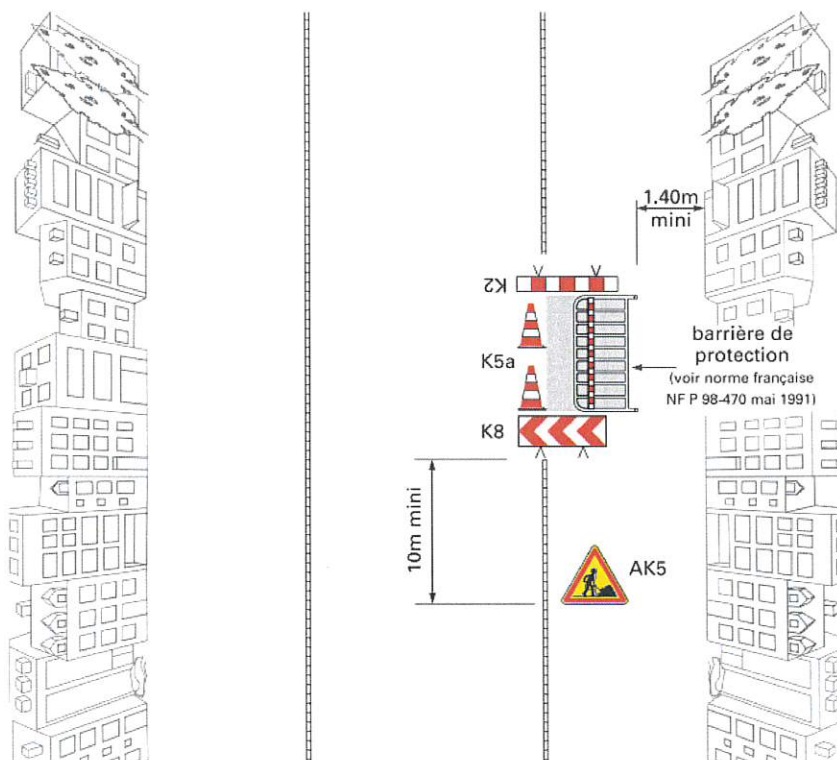 1.40m
mini
K2
K5a
barrière de
protection
(voir norme française
NF P 98-470 mai 1991)
K8
10m mini
AK5